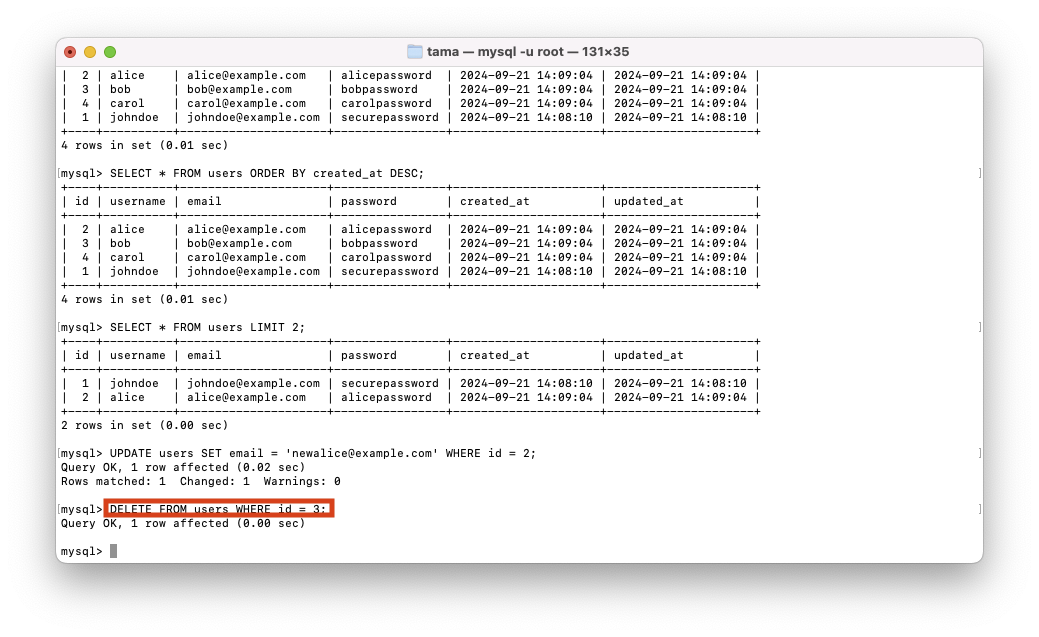 tama — mysql -u root — 131×35
|  2 | alice    | alice@example.com   | alicepassword  | 2024-09-21 14:09:04 | 2024-09-21 14:09:04 |
|  3 | bob      | bob@example.com     | bobpassword    | 2024-09-21 14:09:04 | 2024-09-21 14:09:04 |
|  4 | carol    | carol@example.com   | carolpassword  | 2024-09-21 14:09:04 | 2024-09-21 14:09:04 |
|  1 | johndoe  | johndoe@example.com | securepassword | 2024-09-21 14:08:10 | 2024-09-21 14:08:10 |
+----+----------+---------------------+----------------+---------------------+---------------------+
4 rows in set (0.01 sec)
[mysql> SELECT * FROM users ORDER BY created_at DESC; ]
+----+----------+---------------------+----------------+---------------------+---------------------+
| id | username | email               | password       | created_at          | updated_at          |
+----+----------+---------------------+----------------+---------------------+---------------------+
|  2 | alice    | alice@example.com   | alicepassword  | 2024-09-21 14:09:04 | 2024-09-21 14:09:04 |
|  3 | bob      | bob@example.com     | bobpassword    | 2024-09-21 14:09:04 | 2024-09-21 14:09:04 |
|  4 | carol    | carol@example.com   | carolpassword  | 2024-09-21 14:09:04 | 2024-09-21 14:09:04 |
|  1 | johndoe  | johndoe@example.com | securepassword | 2024-09-21 14:08:10 | 2024-09-21 14:08:10 |
+----+----------+---------------------+----------------+---------------------+---------------------+
4 rows in set (0.01 sec)
[mysql> SELECT * FROM users LIMIT 2; ]
+----+----------+---------------------+----------------+---------------------+---------------------+
| id | username | email               | password       | created_at          | updated_at          |
+----+----------+---------------------+----------------+---------------------+---------------------+
|  1 | johndoe  | johndoe@example.com | securepassword | 2024-09-21 14:08:10 | 2024-09-21 14:08:10 |
|  2 | alice    | alice@example.com   | alicepassword  | 2024-09-21 14:09:04 | 2024-09-21 14:09:04 |
+----+----------+---------------------+----------------+---------------------+---------------------+
2 rows in set (0.00 sec)
[mysql> UPDATE users SET email = 'newalice@example.com' WHERE id = 2; ]
Query OK, 1 row affected (0.02 sec)
Rows matched: 1  Changed: 1  Warnings: 0
[mysql> DELETE FROM users WHERE id = 3; ]
Query OK, 1 row affected (0.00 sec)
mysql>